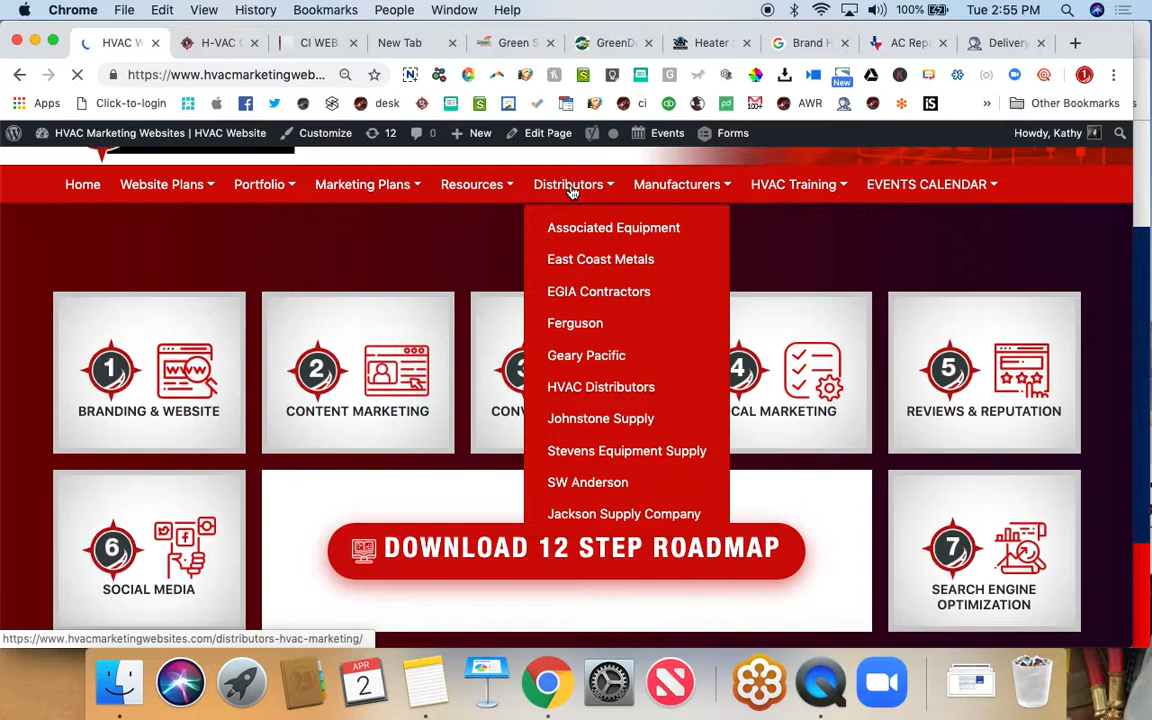 Chrome File Edit View History Bookmarks People Window Help 100% Tue 2:55 PM
HVAC W H-VAC CI WEB New Tab Green S GreenD Heater Brand H AC Rep Delivery
https://www.hvacmarketingweb...
New
Apps Click-to-login desk ci AWR Other Bookmarks
HVAC Marketing Websites | HVAC Website Customize 12 0 New Edit Page Events Forms Howdy, Kathy
Home Website Plans Portfolio Marketing Plans Resources Distributors Manufacturers HVAC Training EVENTS CALENDAR
Associated Equipment
East Coast Metals
EGIA Contractors
Ferguson
Geary Pacific
HVAC Distributors
Johnstone Supply
Stevens Equipment Supply
SW Anderson
Jackson Supply Company
1
BRANDING & WEBSITE
2
CONTENT MARKETING
3
CONV
4
CAL MARKETING
5
REVIEWS & REPUTATION
6
SOCIAL MEDIA
DOWNLOAD 12 STEP ROADMAP
7
SEARCH ENGINE
OPTIMIZATION
https://www.hvacmarketingwebsites.com/distributors-hvac-marketing/
APR
2